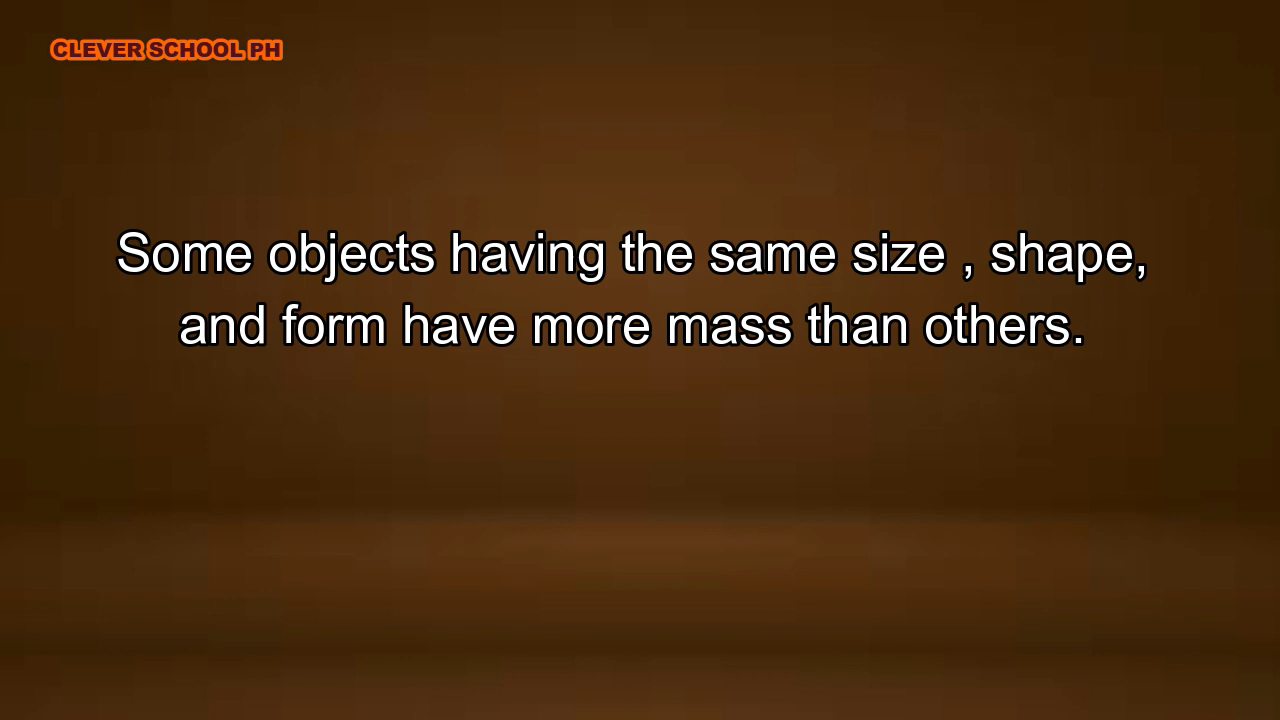 CLEVER SCHOOL PH
Some objects having the same size , shape,
and form have more mass than others.